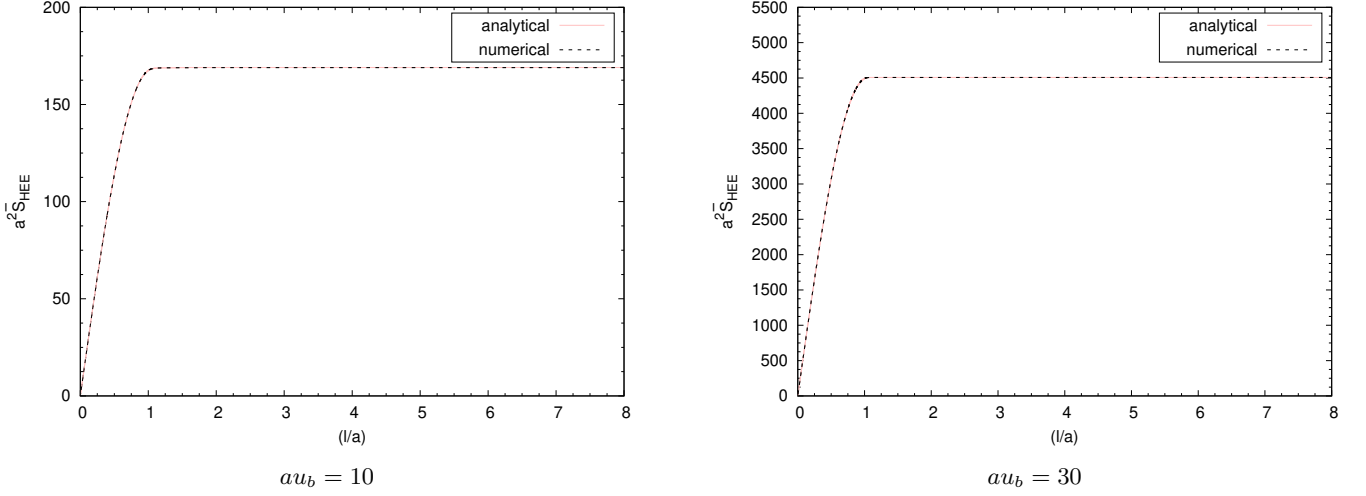 200
150
100
50
0
a²S̅HEE
analytical
numerical
0 1 2 3 4 5 6 7 8
(l/a)
au_b = 10
5500
5000
4500
4000
3500
3000
2500
2000
1500
1000
500
0
a²S̅HEE
analytical
numerical
0 1 2 3 4 5 6 7 8
(l/a)
au_b = 30